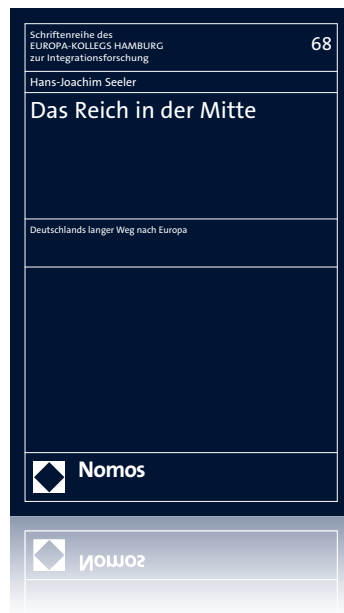 Schriftenreihe des
EUROPA-KOLLEGS HAMBURG
zur Integrationsforschung
68
Hans-Joachim Seeler
Das Reich in der Mitte
Deutschlands langer Weg nach Europa
Nomos
Nomos